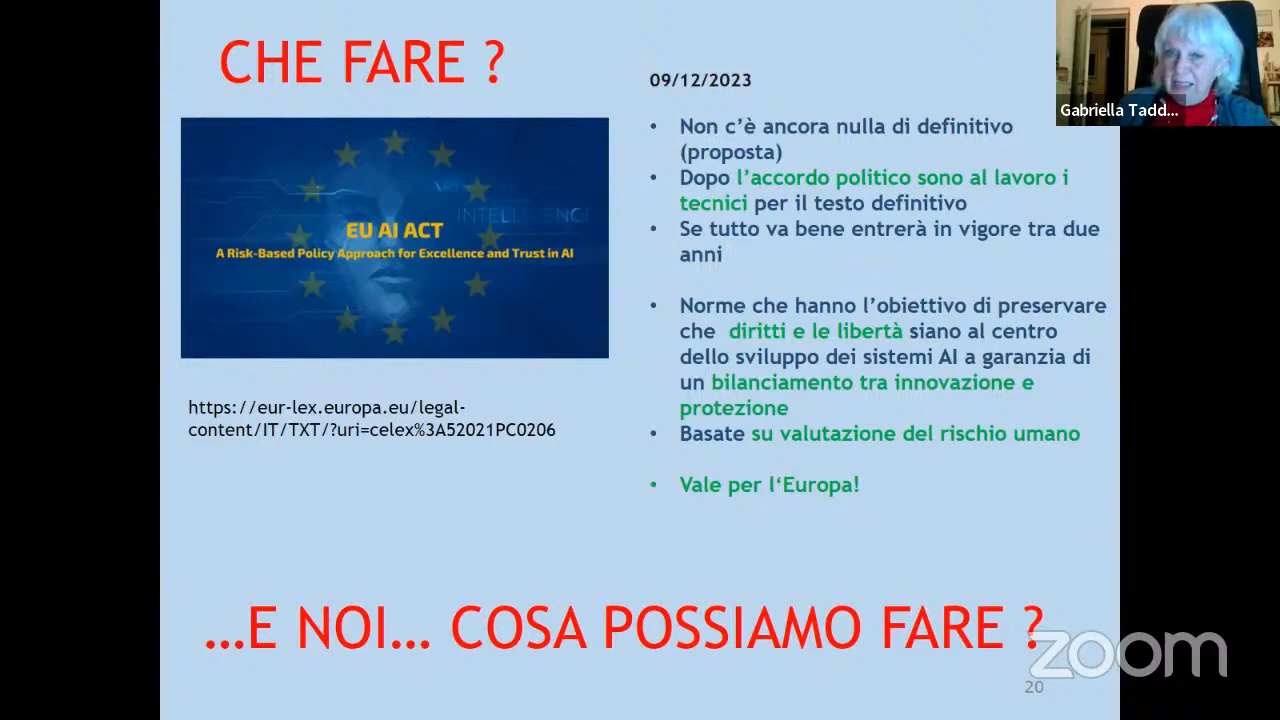 CHE FARE ?
EU AI ACT
A Risk-Based Policy Approach for Excellence and Trust in AI
INTELLIGENCE
https://eur-lex.europa.eu/legal-
content/IT/TXT/?uri=celex%3A52021PC0206
09/12/2023
• Non c’è ancora nulla di definitivo
(proposta)
• Dopo l’accordo politico sono al lavoro i
tecnici per il testo definitivo
• Se tutto va bene entrerà in vigore tra due
anni
• Norme che hanno l’obiettivo di preservare
che diritti e le libertà siano al centro
dello sviluppo dei sistemi AI a garanzia di
un bilanciamento tra innovazione e
protezione
• Basate su valutazione del rischio umano
• Vale per l‘Europa!
…E NOI… COSA POSSIAMO FARE ?
20
Gabriella Tadd...
zoom